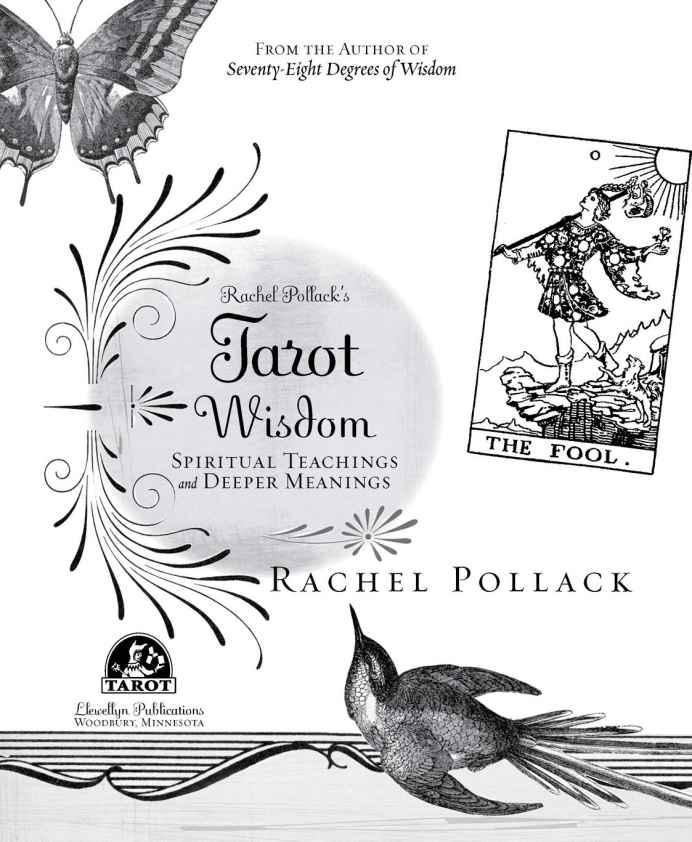 From the Author of
Seventy-Eight Degrees of Wisdom
0
THE FOOL.
Rachel Pollack's
Tarot
Wisdom
Spiritual Teachings
and Deeper Meanings
Rachel Pollack
TAROT
Llewellyn Publications
Woodbury, Minnesota